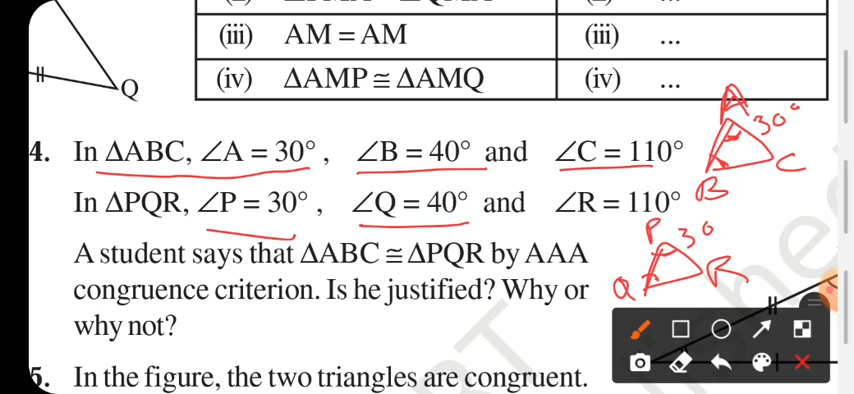 (iii) AM = AM (iii) ...
(iv) ΔAMP ≅ ΔAMQ (iv) ...
Q
A
30°
C
B
4. In ΔABC, ∠A = 30° , ∠B = 40° and ∠C = 110°
In ΔPQR, ∠P = 30° , ∠Q = 40° and ∠R = 110°
P
30
Q
R
A student says that ΔABC ≅ ΔPQR by AAA
congruence criterion. Is he justified? Why or
why not?
5. In the figure, the two triangles are congruent.